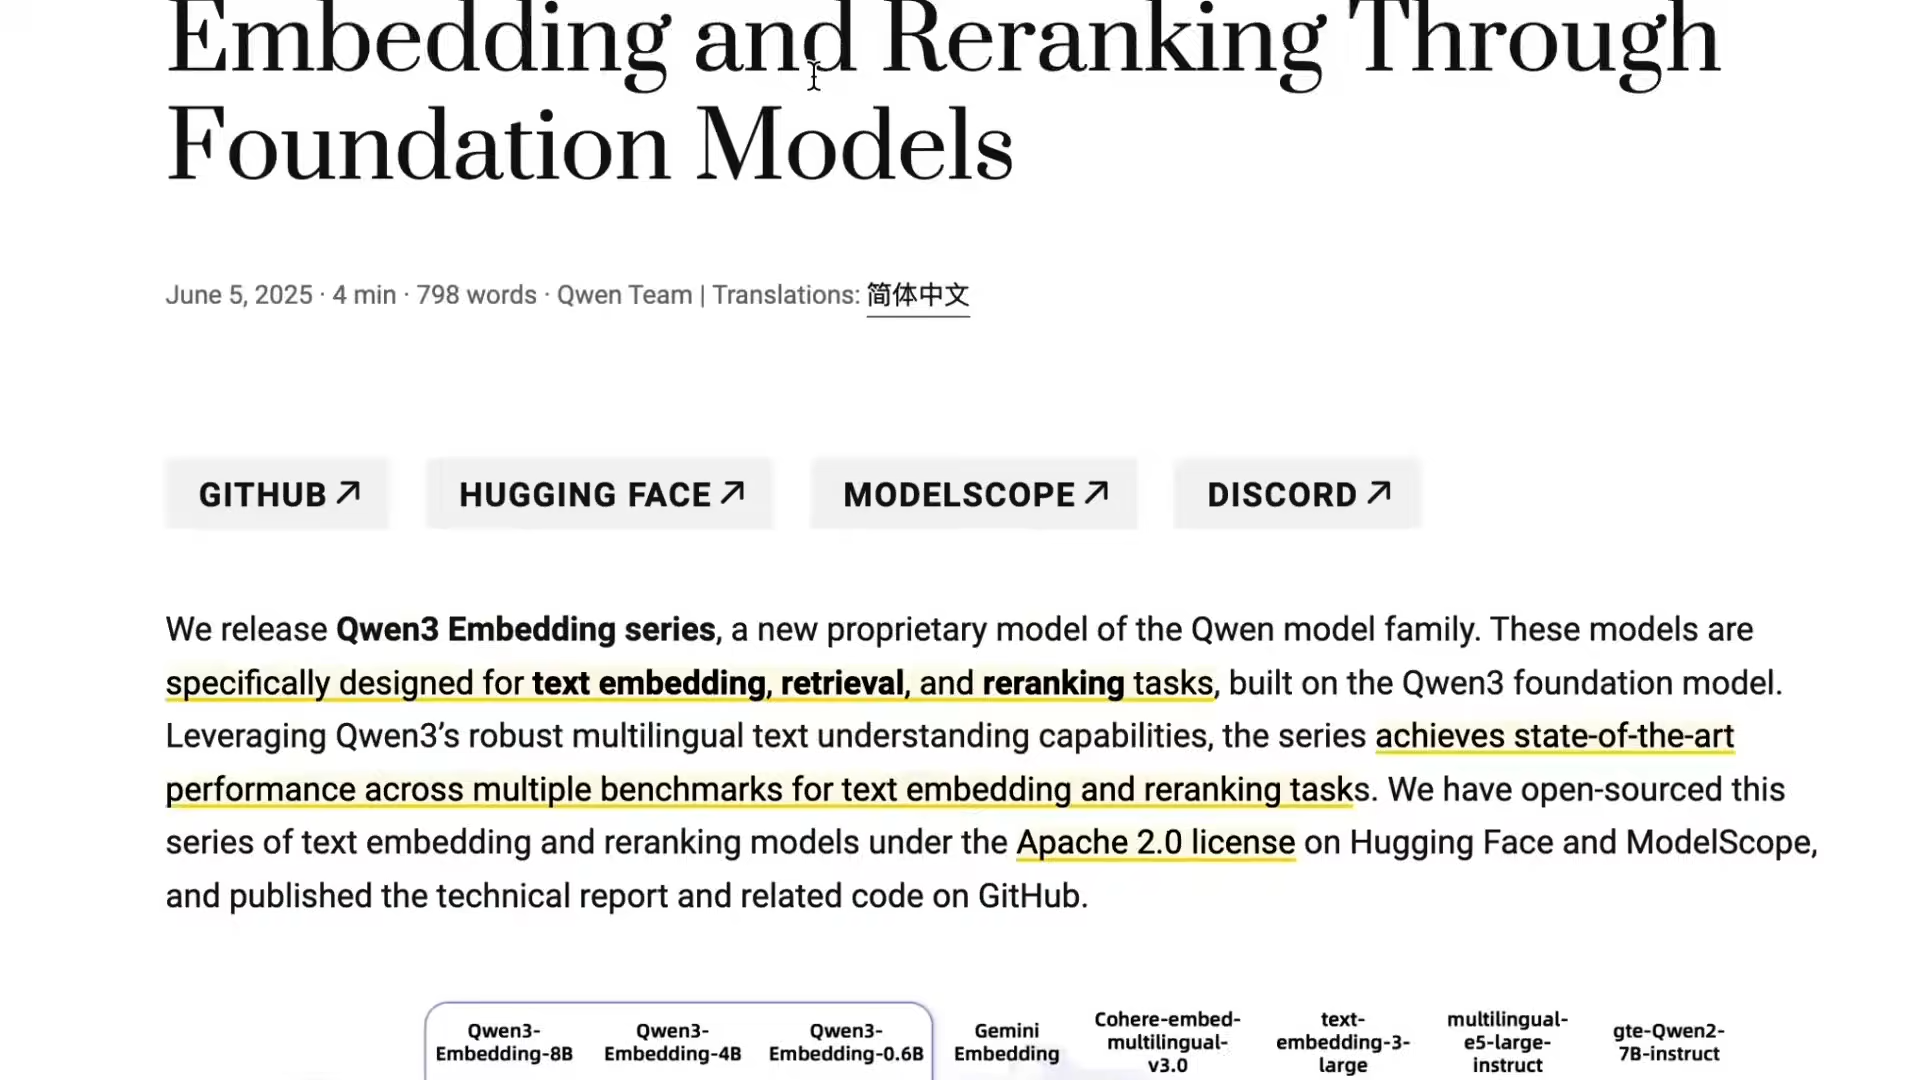 Embedding and Reranking Through
Foundation Models
June 5, 2025 · 4 min · 798 words · Qwen Team | Translations: 简体中文
GITHUB ↗ HUGGING FACE ↗ MODELSCOPE ↗ DISCORD ↗
We release Qwen3 Embedding series, a new proprietary model of the Qwen model family. These models are
specifically designed for text embedding, retrieval, and reranking tasks, built on the Qwen3 foundation model.
Leveraging Qwen3’s robust multilingual text understanding capabilities, the series achieves state-of-the-art
performance across multiple benchmarks for text embedding and reranking tasks. We have open-sourced this
series of text embedding and reranking models under the Apache 2.0 license on Hugging Face and ModelScope,
and published the technical report and related code on GitHub.
Qwen3-
Embedding-8B
Qwen3-
Embedding-4B
Qwen3-
Embedding-0.6B
Gemini
Embedding
Cohere-embed-
multilingual-
v3.0
text-
embedding-3-
large
multilingual-
e5-large-
instruct
gte-Qwen2-
7B-instruct